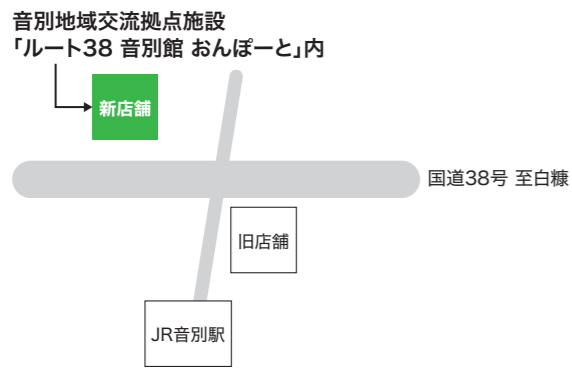 音別地域交流拠点施設
「ルート38 音別館 おんぽーと」内
新店舗
国道38号 至白糠
旧店舗
JR音別駅